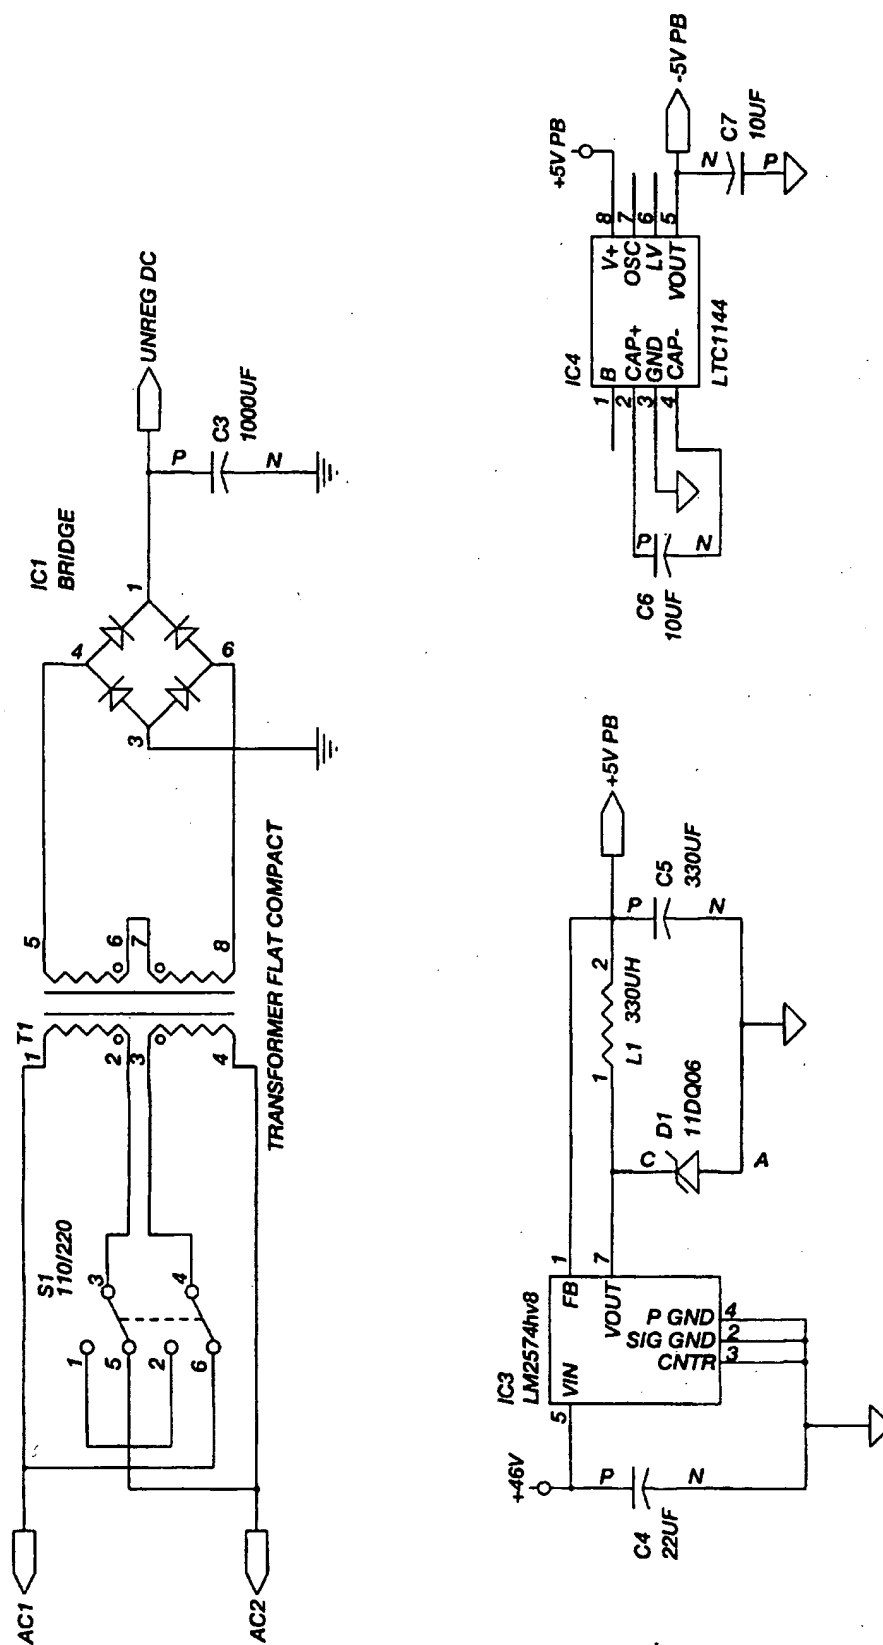 AC1
AC2
S1
110/220
1
5
2
6
3
4
T1
1
2
3
4
5
6
7
8
TRANSFORMER FLAT COMPACT
IC1
BRIDGE
4
1
3
6
UNREG DC
P
N
C3
1000UF
+46V
P
N
C4
22UF
IC3
LM2574hv8
5
VIN
FB
1
VOUT
7
P GND
4
SIG GND
2
CNTR
3
C
A
D1
11DQ06
1
2
L1
330UH
P
N
C5
330UF
+5V PB
C6
10UF
P
N
IC4
1
B
2
CAP+
3
GND
4
CAP-
V+
8
OSC
7
LV
6
VOUT
5
LTC1144
+5V PB
-5V PB
N
P
C7
10UF